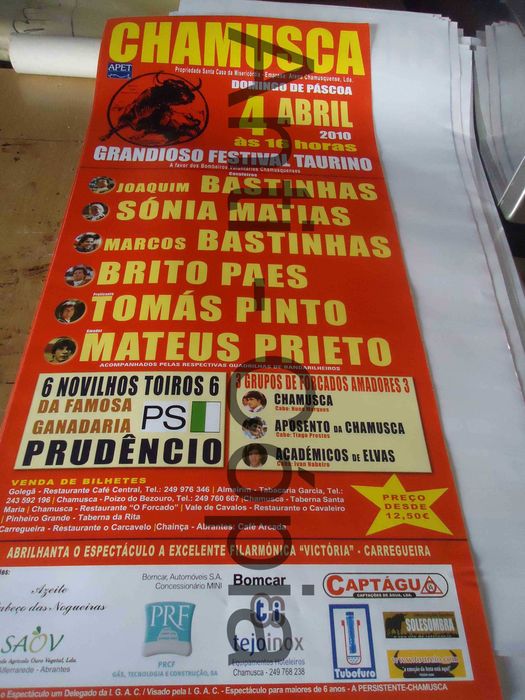 CHAMUSCA
APET
Propriedade Santa Casa da Misericórdia - Empresa: Arena Chamusquense, Lda.
DOMINGO DE PÁSCOA
4 ABRIL
2010
às 16 horas
GRANDIOSO FESTIVAL TAURINO
A favor dos Bombeiros Voluntários Chamusquenses
Cavaleiros
JOAQUIM BASTINHAS
SÓNIA MATIAS
MARCOS BASTINHAS
BRITO PAES
Praticante
TOMÁS PINTO
Amador
MATEUS PRIETO
ACOMPANHADOS PELAS RESPECTIVAS QUADRILHAS DE BANDARILHEIROS
6 NOVILHOS TOIROS 6
DA FAMOSA
GANADARIA
PS
PRUDÊNCIO
3 GRUPOS DE FORCADOS AMADORES 3
CHAMUSCA
Cabo: Nuno Marques
APOSENTO DA CHAMUSCA
Cabo: Tiago Prestes
ACADÉMICOS DE ELVAS
Cabo: Ivan Nabeiro
VENDA DE BILHETES
Golegã - Restaurante Café Central, Tel.: 249 976 346 | Almeirim - Tabacaria Garcia, Tel.:
243 592 196 | Chamusca - Poizo do Bezouro, Tel.: 249 760 667 |Chamusca - Taberna Santa
Maria | Chamusca - Restaurante "O Forcado" | Vale de Cavalos - Restaurante o Cavaleiro
| Pinheiro Grande - Taberna da Rita
Carregueira - Restaurante o Carcavelo |Chainça - Abrantes: Café Arcada
PREÇO
DESDE
12,50€
ABRILHANTA O ESPECTÁCULO A EXCELENTE FILARMÓNICA "VICTÓRIA" - CARREGUEIRA
Azeite
Cabeço das Nogueiras
SAOV
Alferrarede - Abrantes
Bomcar, Automóveis S.A.
Concessionário MINI
PRF
PRCF
GÁS, TECNOLOGIA E CONSTRUÇÃO, SA
Bomcar
ti
tejoinox
Equipamentos Hoteleiros
Chamusca - 249 768 238
CAPTÁGUA
CAPTAÇÕES DE ÁGUA, LDA.
Tubofuro
SOLESOMBRA
o Espectáculo um Delegado da I. G. A. C. / Visado pela I. G. A. C. - Espectáculo para maiores de 6 anos - A PERSISTENTE-CHAMUSCA